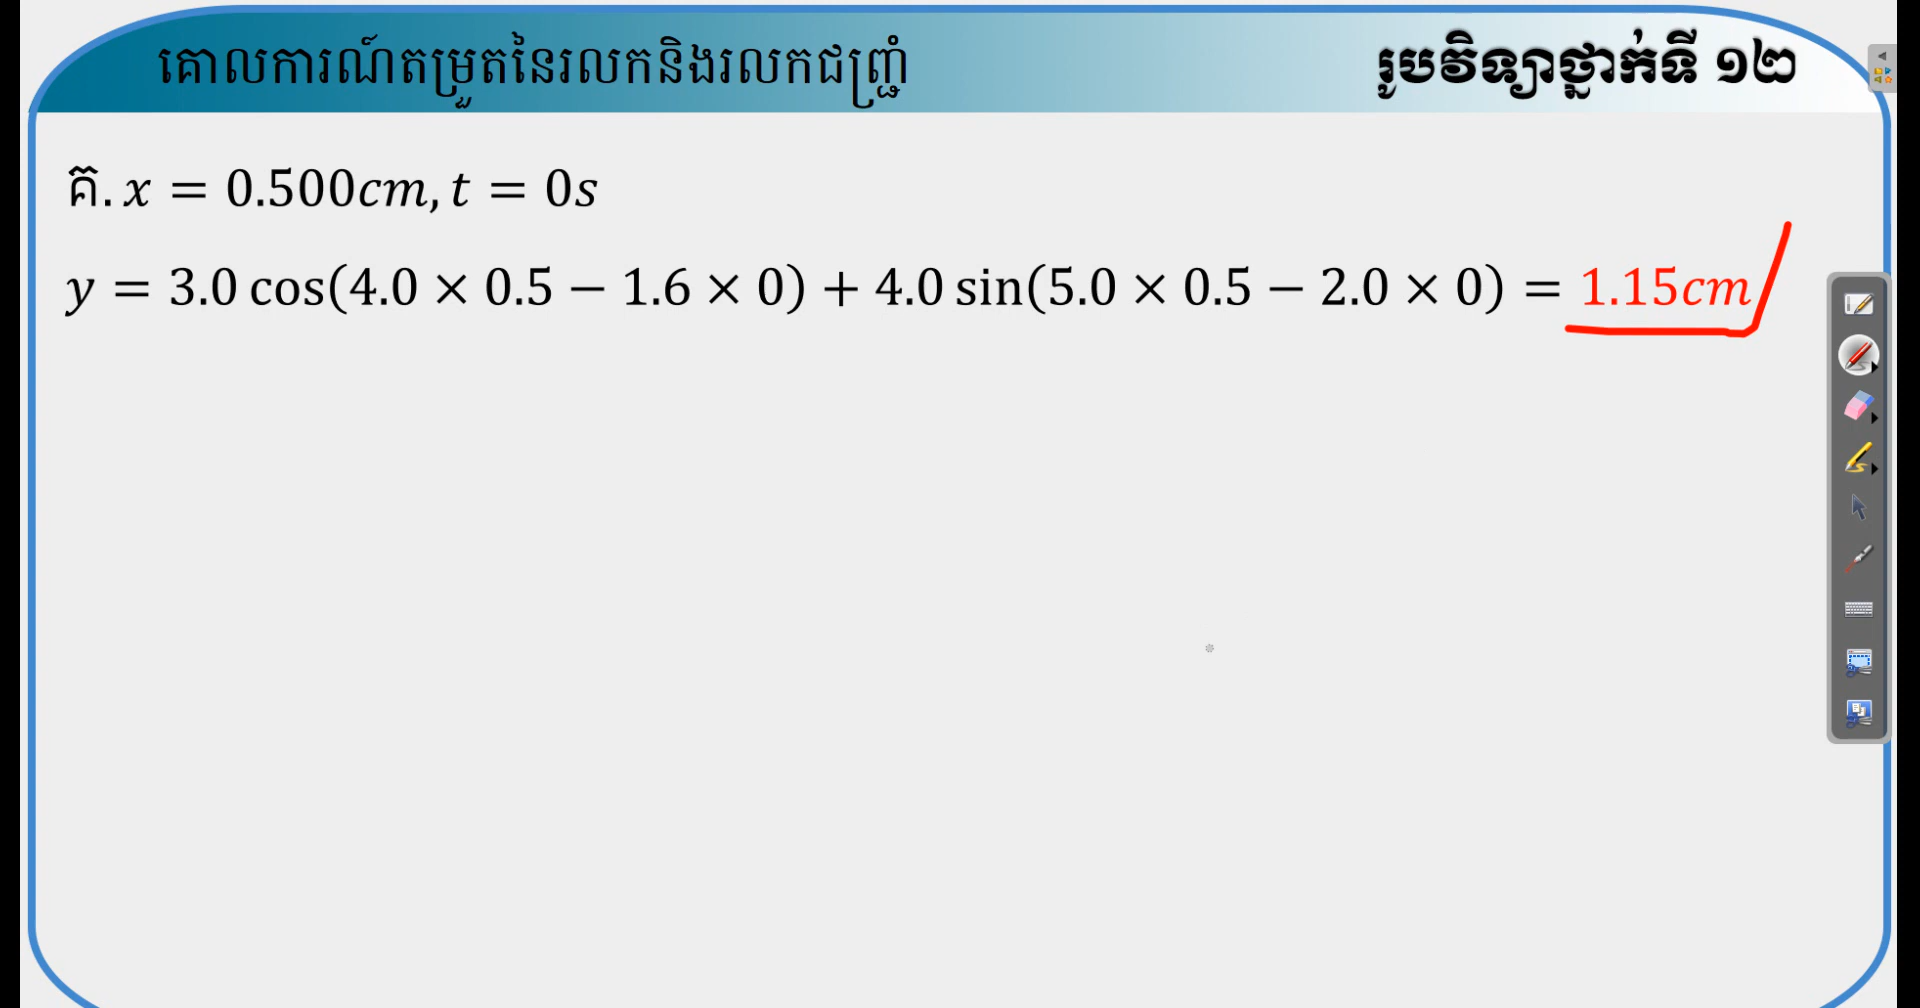 គោលការណ៍តម្រួតនៃរលកនិងរលកជញ្ជ្រំ
រូបវិទ្យាថ្នាក់ទី ១២
គ. x = 0.500cm, t = 0s
y = 3.0 cos(4.0 × 0.5 − 1.6 × 0) + 4.0 sin(5.0 × 0.5 − 2.0 × 0) = 1.15cm